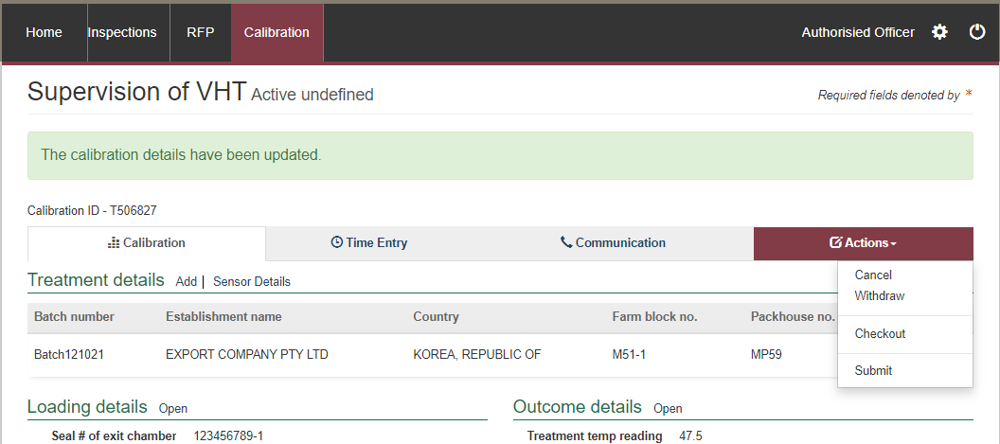 Home Inspections RFP Calibration Authorisied Officer
Supervision of VHT Active undefined
Required fields denoted by *
The calibration details have been updated.
Calibration ID - T506827
Calibration Time Entry Communication Actions
Cancel
Withdraw
Checkout
Submit
Treatment details Add | Sensor Details
Batch number Establishment name Country Farm block no. Packhouse no.
Batch121021 EXPORT COMPANY PTY LTD KOREA, REPUBLIC OF M51-1 MP59
Loading details Open
Seal # of exit chamber 123456789-1
Outcome details Open
Treatment temp reading 47.5